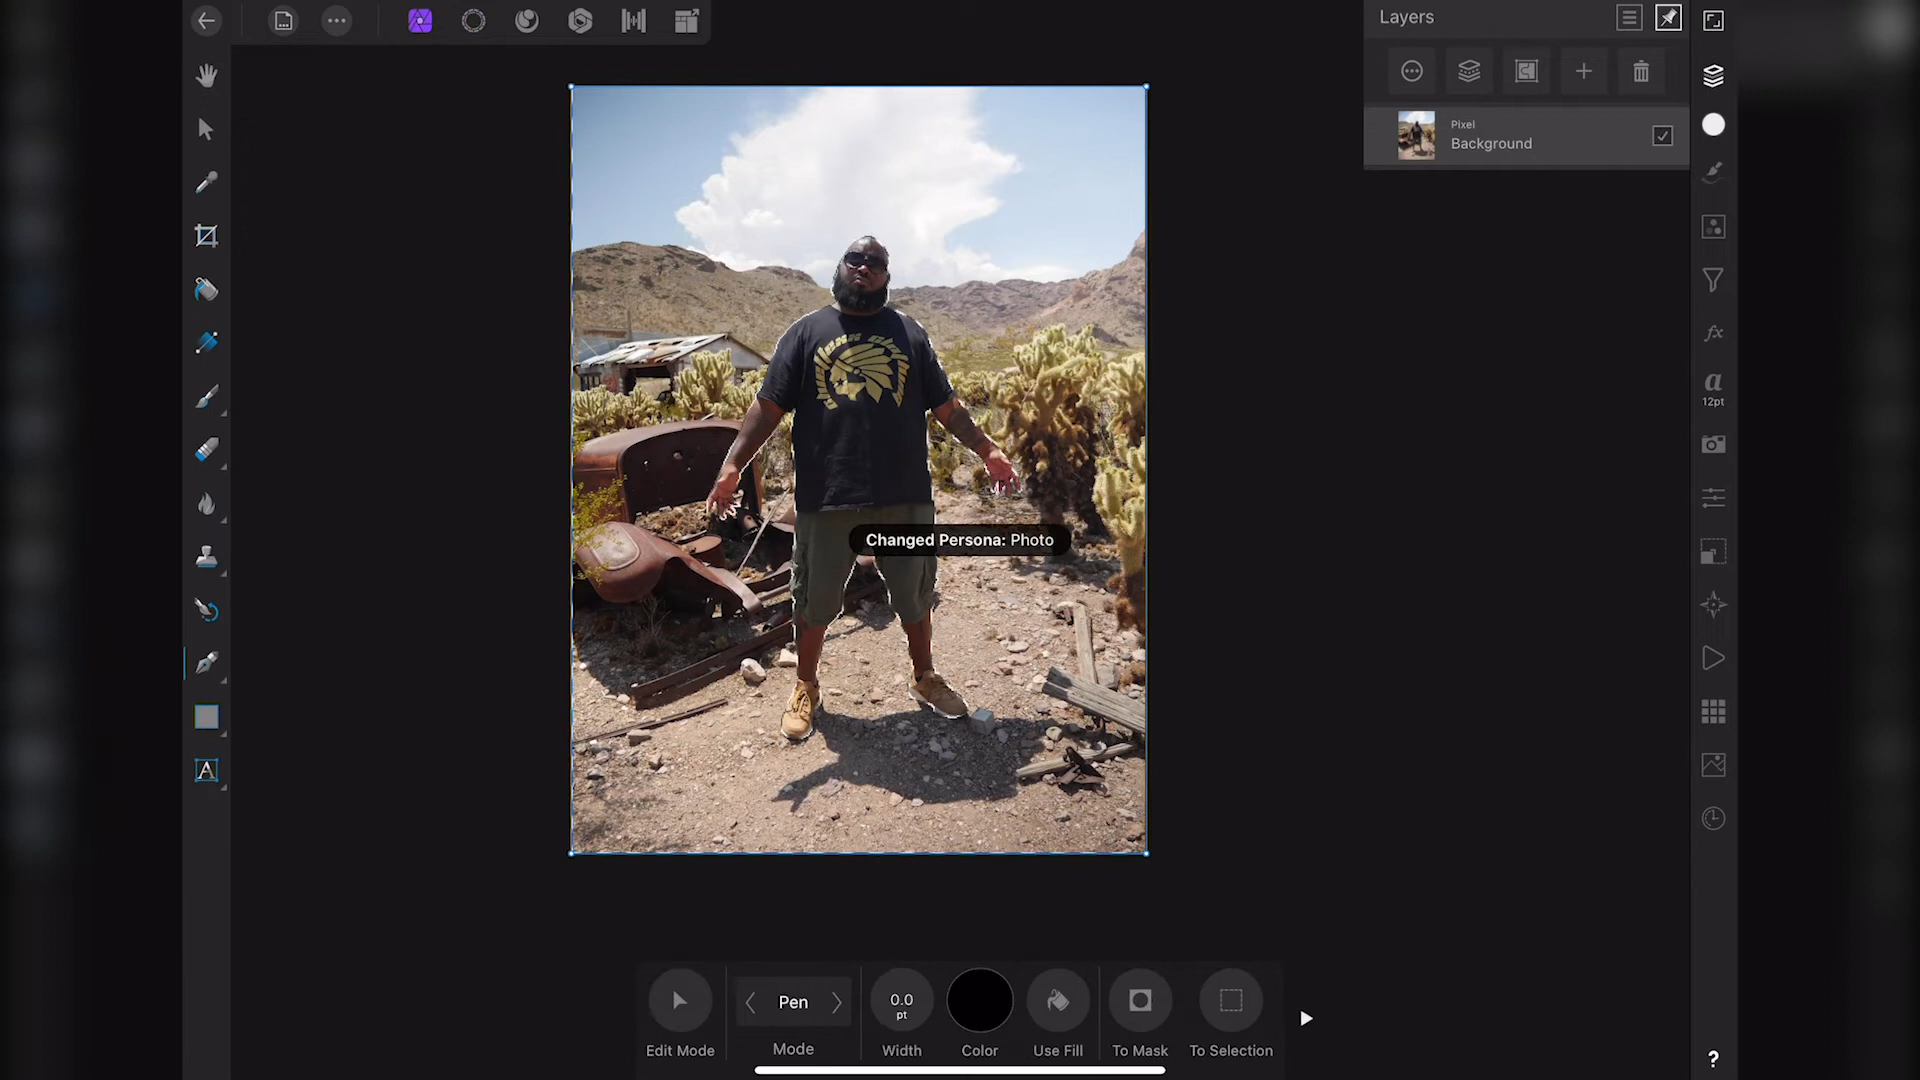 Layers
Pixel
Background
a
12pt
Changed Persona: Photo
A
Pen
0.0
pt
Edit Mode
Mode
Width
Color
Use Fill
To Mask
To Selection
?